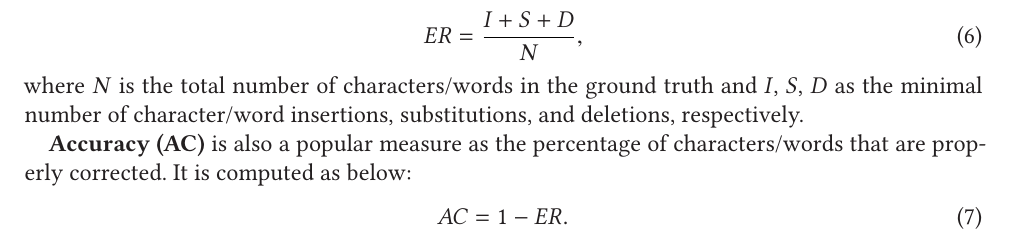 ER = (I + S + D) / N, (6)
where N is the total number of characters/words in the ground truth and I, S, D as the minimal
number of character/word insertions, substitutions, and deletions, respectively.
Accuracy (AC) is also a popular measure as the percentage of characters/words that are prop-
erly corrected. It is computed as below:
AC = 1 − ER. (7)